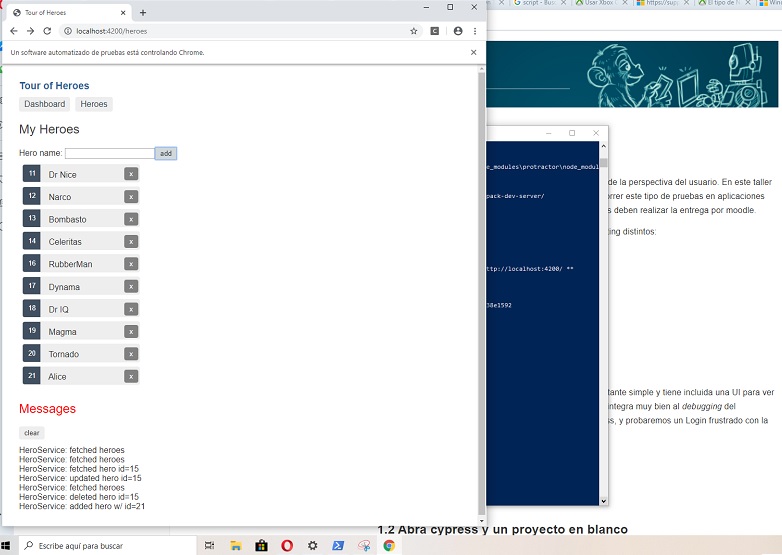 Tour of Heroes
script - Bus
Usar Xbox
https://sup
El tipo de
Wind
localhost:4200/heroes
Un software automatizado de pruebas está controlando Chrome.
Tour of Heroes
Dashboard Heroes
My Heroes
Hero name: add
11 Dr Nice x
12 Narco x
13 Bombasto x
14 Celeritas x
16 RubberMan x
17 Dynama x
18 Dr IQ x
19 Magma x
20 Tornado x
21 Alice x
Messages
clear
HeroService: fetched heroes
HeroService: fetched heroes
HeroService: fetched hero id=15
HeroService: updated hero id=15
HeroService: fetched heroes
HeroService: deleted hero id=15
HeroService: added hero w/ id=21
e_modules\protractor\node_modul
pack-dev-server/
ttp://localhost:4200/ **
38e1592
de la perspectiva del usuario. En este taller
orrer este tipo de pruebas en aplicaciones
s deben realizar la entrega por moodle.
ting distintos:
tante simple y tiene incluida una UI para ver
integra muy bien al debugging del
ss, y probaremos un Login frustrado con la
1.2 Abra cypress y un proyecto en blanco
Escribe aquí para buscar